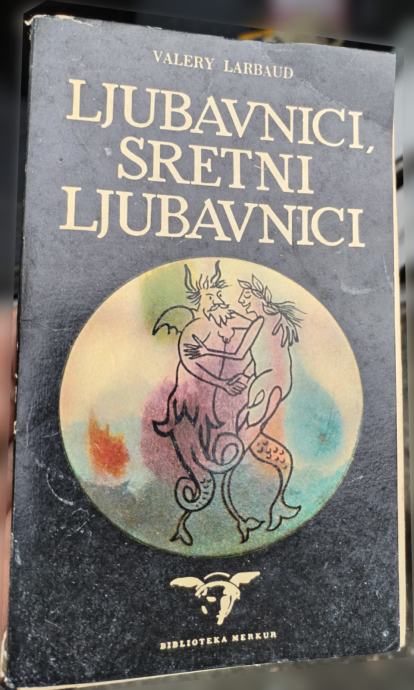 VALERY LARBAUD
LJUBAVNICI,
SRETNI
LJUBAVNICI
BIBLIOTEKA MERKUR